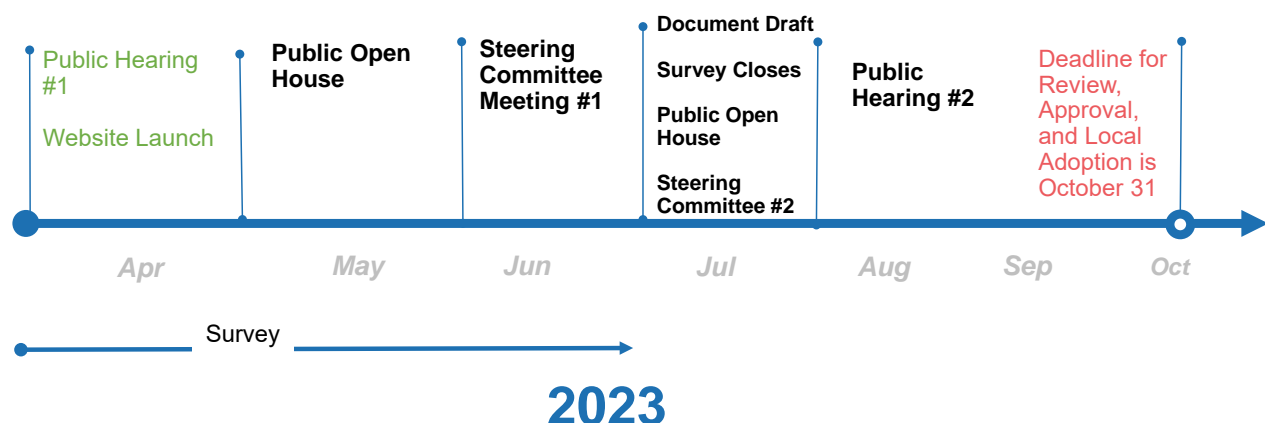 Public Hearing
#1
Website Launch
Public Open
House
Steering
Committee
Meeting #1
Document Draft
Survey Closes
Public Open
House
Steering
Committee #2
Public
Hearing #2
Deadline for
Review,
Approval,
and Local
Adoption is
October 31
Apr
May
Jun
Jul
Aug
Sep
Oct
Survey
2023